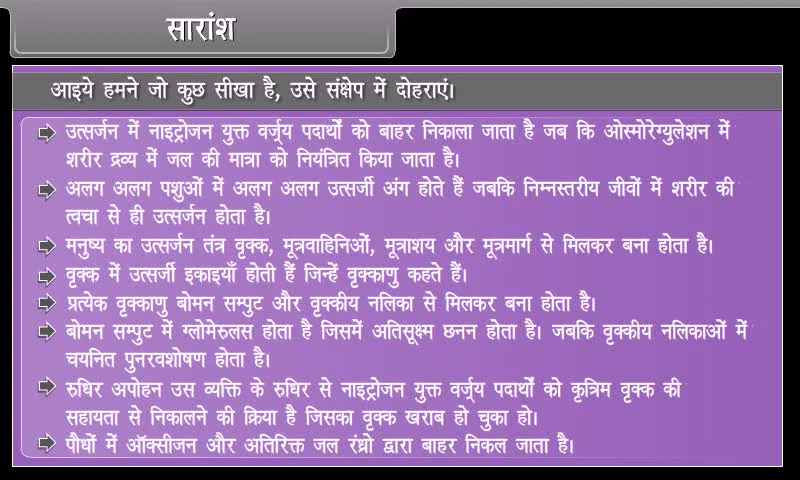 सारांश
आइये हमने जो कुछ सीखा है, उसे संक्षेप में दोहराएं।
उत्सर्जन में नाइट्रोजन युक्त वर्ज्य पदार्थों को बाहर निकाला जाता है जब कि ओस्मोरेग्युलेशन में
शरीर द्रव्य में जल की मात्रा को नियंत्रित किया जाता है।
अलग अलग पशुओं में अलग अलग उत्सर्जी अंग होते हैं जबकि निम्नस्तरीय जीवों में शरीर की
त्वचा से ही उत्सर्जन होता है।
मनुष्य का उत्सर्जन तंत्र वृक्क, मूत्रवाहिनिओं, मूत्राशय और मूत्रमार्ग से मिलकर बना होता है।
वृक्क में उत्सर्जी इकाइयाँ होती हैं जिन्हें वृक्काणु कहते हैं।
प्रत्येक वृक्काणु बोमन सम्पुट और वृक्कीय नलिका से मिलकर बना होता है।
बोमन सम्पुट में ग्लोमेरुलस होता है जिसमें अतिसूक्ष्म छनन होता है। जबकि वृक्कीय नलिकाओं में
चयनित पुनरवशोषण होता है।
रुधिर अपोहन उस व्यक्ति के रुधिर से नाइट्रोजन युक्त वर्ज्य पदार्थों को कृत्रिम वृक्क की
सहायता से निकालने की क्रिया है जिसका वृक्क खराब हो चुका हो।
पौधों में ऑक्सीजन और अतिरिक्त जल रंध्रो द्वारा बाहर निकल जाता है।